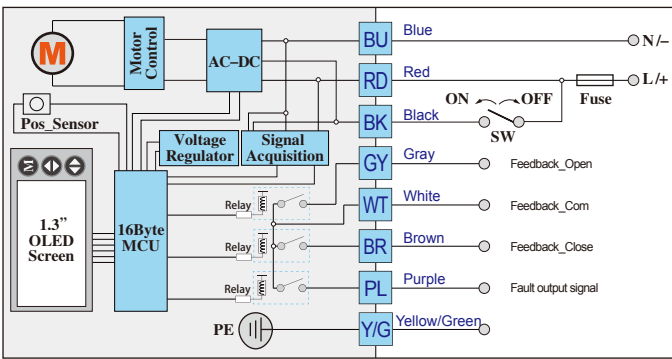 M
Motor
Control
AC–DC
Pos_Sensor
Voltage
Regulator
Signal
Acquisition
M
1.3”
OLED
Screen
16Byte
MCU
Relay
Relay
Relay
PE
BU
Blue
N/–
RD
Red
L/+
Fuse
BK
Black
ON
OFF
SW
GY
Gray
Feedback_Open
WT
White
Feedback_Com
BR
Brown
Feedback_Close
PL
Purple
Fault output signal
Y/G
Yellow/Green